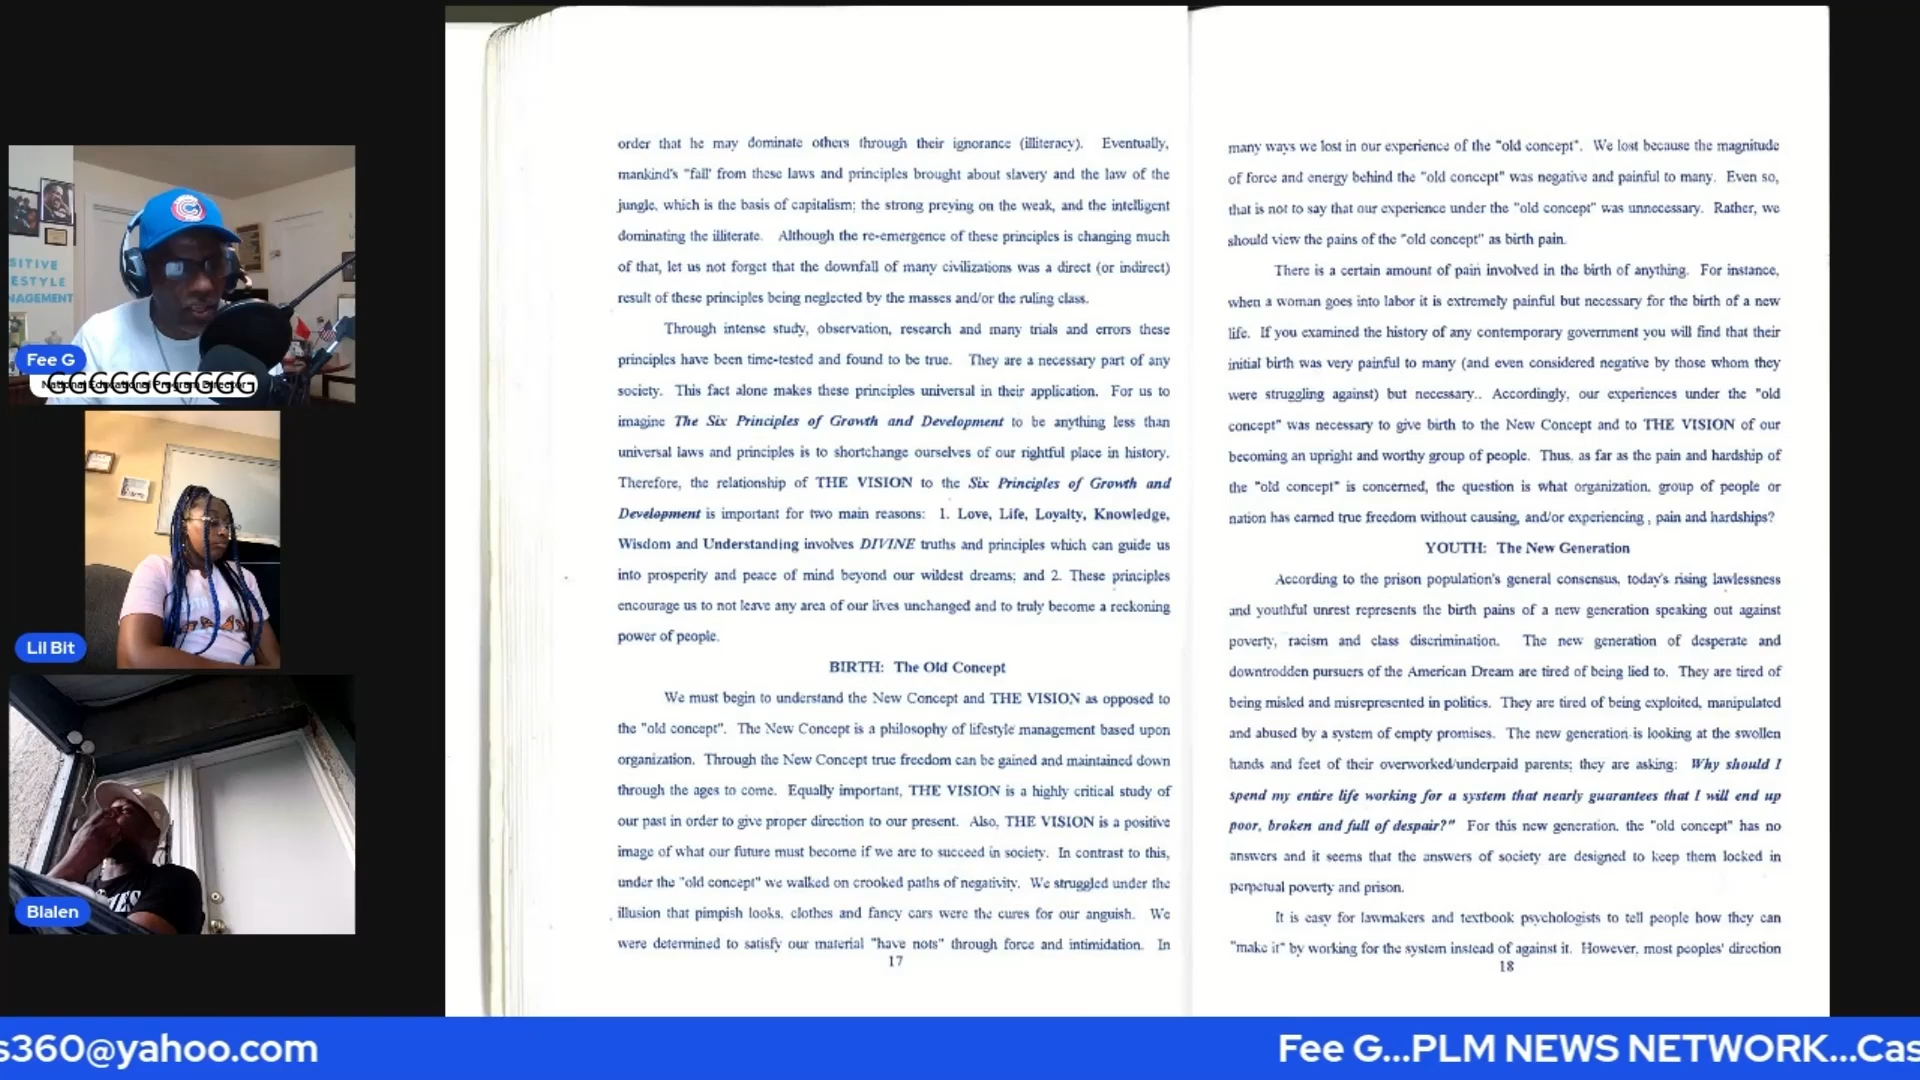 SITIVE
ESTYLE
NAGEMENT
Fee G
National Educational Program Director
GGGGGGGGGG
Lil Bit
Blalen
order that he may dominate others through their ignorance (illiteracy). Eventually,
mankind's "fall' from these laws and principles brought about slavery and the law of the
jungle, which is the basis of capitalism; the strong preying on the weak, and the intelligent
dominating the illiterate. Although the re-emergence of these principles is changing much
of that, let us not forget that the downfall of many civilizations was a direct (or indirect)
result of these principles being neglected by the masses and/or the ruling class.
Through intense study, observation, research and many trials and errors these
principles have been time-tested and found to be true. They are a necessary part of any
society. This fact alone makes these principles universal in their application. For us to
imagine The Six Principles of Growth and Development to be anything less than
universal laws and principles is to shortchange ourselves of our rightful place in history.
Therefore, the relationship of THE VISION to the Six Principles of Growth and
Development is important for two main reasons: 1. Love, Life, Loyalty, Knowledge,
Wisdom and Understanding involves DIVINE truths and principles which can guide us
into prosperity and peace of mind beyond our wildest dreams; and 2. These principles
encourage us to not leave any area of our lives unchanged and to truly become a reckoning
power of people.
BIRTH: The Old Concept
We must begin to understand the New Concept and THE VISION as opposed to
the "old concept". The New Concept is a philosophy of lifestyle management based upon
organization. Through the New Concept true freedom can be gained and maintained down
through the ages to come. Equally important, THE VISION is a highly critical study of
our past in order to give proper direction to our present. Also, THE VISION is a positive
image of what our future must become if we are to succeed in society. In contrast to this,
under the "old concept" we walked on crooked paths of negativity. We struggled under the
illusion that pimpish looks, clothes and fancy cars were the cures for our anguish. We
were determined to satisfy our material "have nots" through force and intimidation. In
17
many ways we lost in our experience of the "old concept". We lost because the magnitude
of force and energy behind the "old concept" was negative and painful to many. Even so,
that is not to say that our experience under the "old concept" was unnecessary. Rather, we
should view the pains of the "old concept" as birth pain.
There is a certain amount of pain involved in the birth of anything. For instance,
when a woman goes into labor it is extremely painful but necessary for the birth of a new
life. If you examined the history of any contemporary government you will find that their
initial birth was very painful to many (and even considered negative by those whom they
were struggling against) but necessary.. Accordingly, our experiences under the "old
concept" was necessary to give birth to the New Concept and to THE VISION of our
becoming an upright and worthy group of people. Thus, as far as the pain and hardship of
the "old concept" is concerned, the question is what organization, group of people or
nation has earned true freedom without causing, and/or experiencing , pain and hardships?
YOUTH: The New Generation
According to the prison population's general consensus, today's rising lawlessness
and youthful unrest represents the birth pains of a new generation speaking out against
poverty, racism and class discrimination. The new generation of desperate and
downtrodden pursuers of the American Dream are tired of being lied to. They are tired of
being misled and misrepresented in politics. They are tired of being exploited, manipulated
and abused by a system of empty promises. The new generation is looking at the swollen
hands and feet of their overworked/underpaid parents; they are asking: Why should I
spend my entire life working for a system that nearly guarantees that I will end up
poor, broken and full of despair?" For this new generation, the "old concept" has no
answers and it seems that the answers of society are designed to keep them locked in
perpetual poverty and prison.
It is easy for lawmakers and textbook psychologists to tell people how they can
"make it" by working for the system instead of against it. However, most peoples' direction
18
s360@yahoo.com
Fee G...PLM NEWS NETWORK...Cas